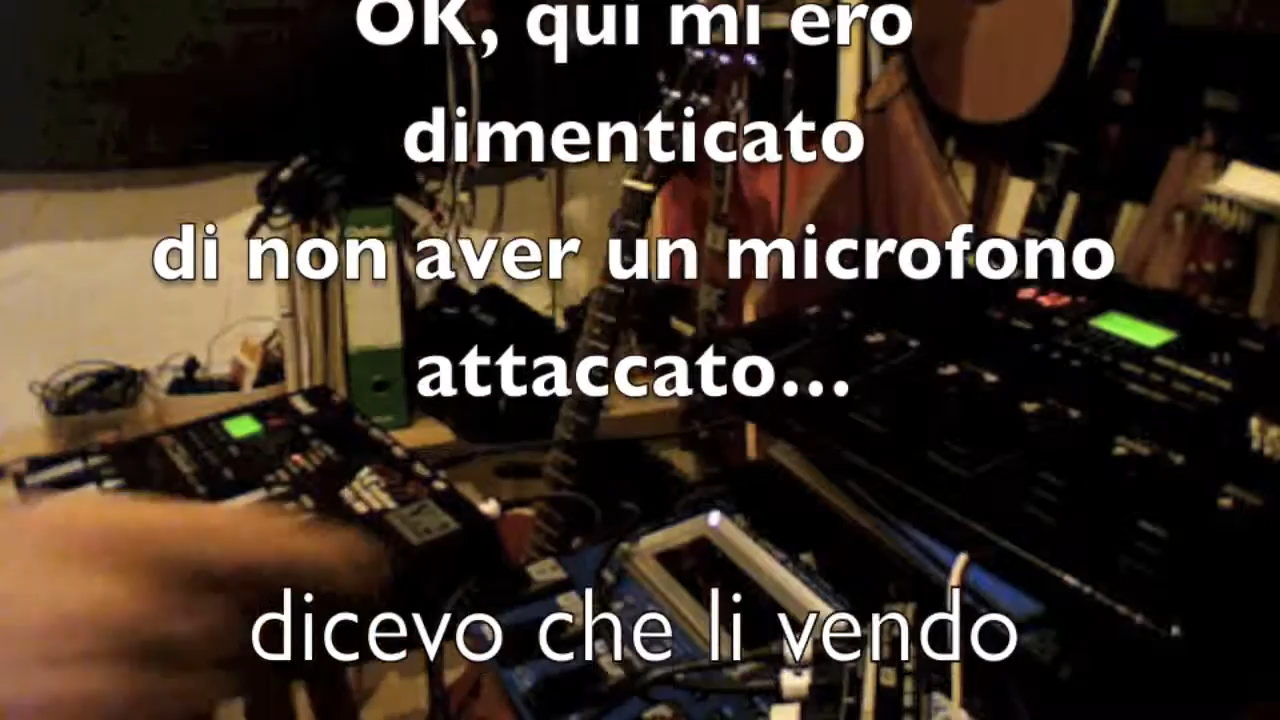 OK, qui mi ero
dimenticato
di non aver un microfono
attaccato...
dicevo che li vendo